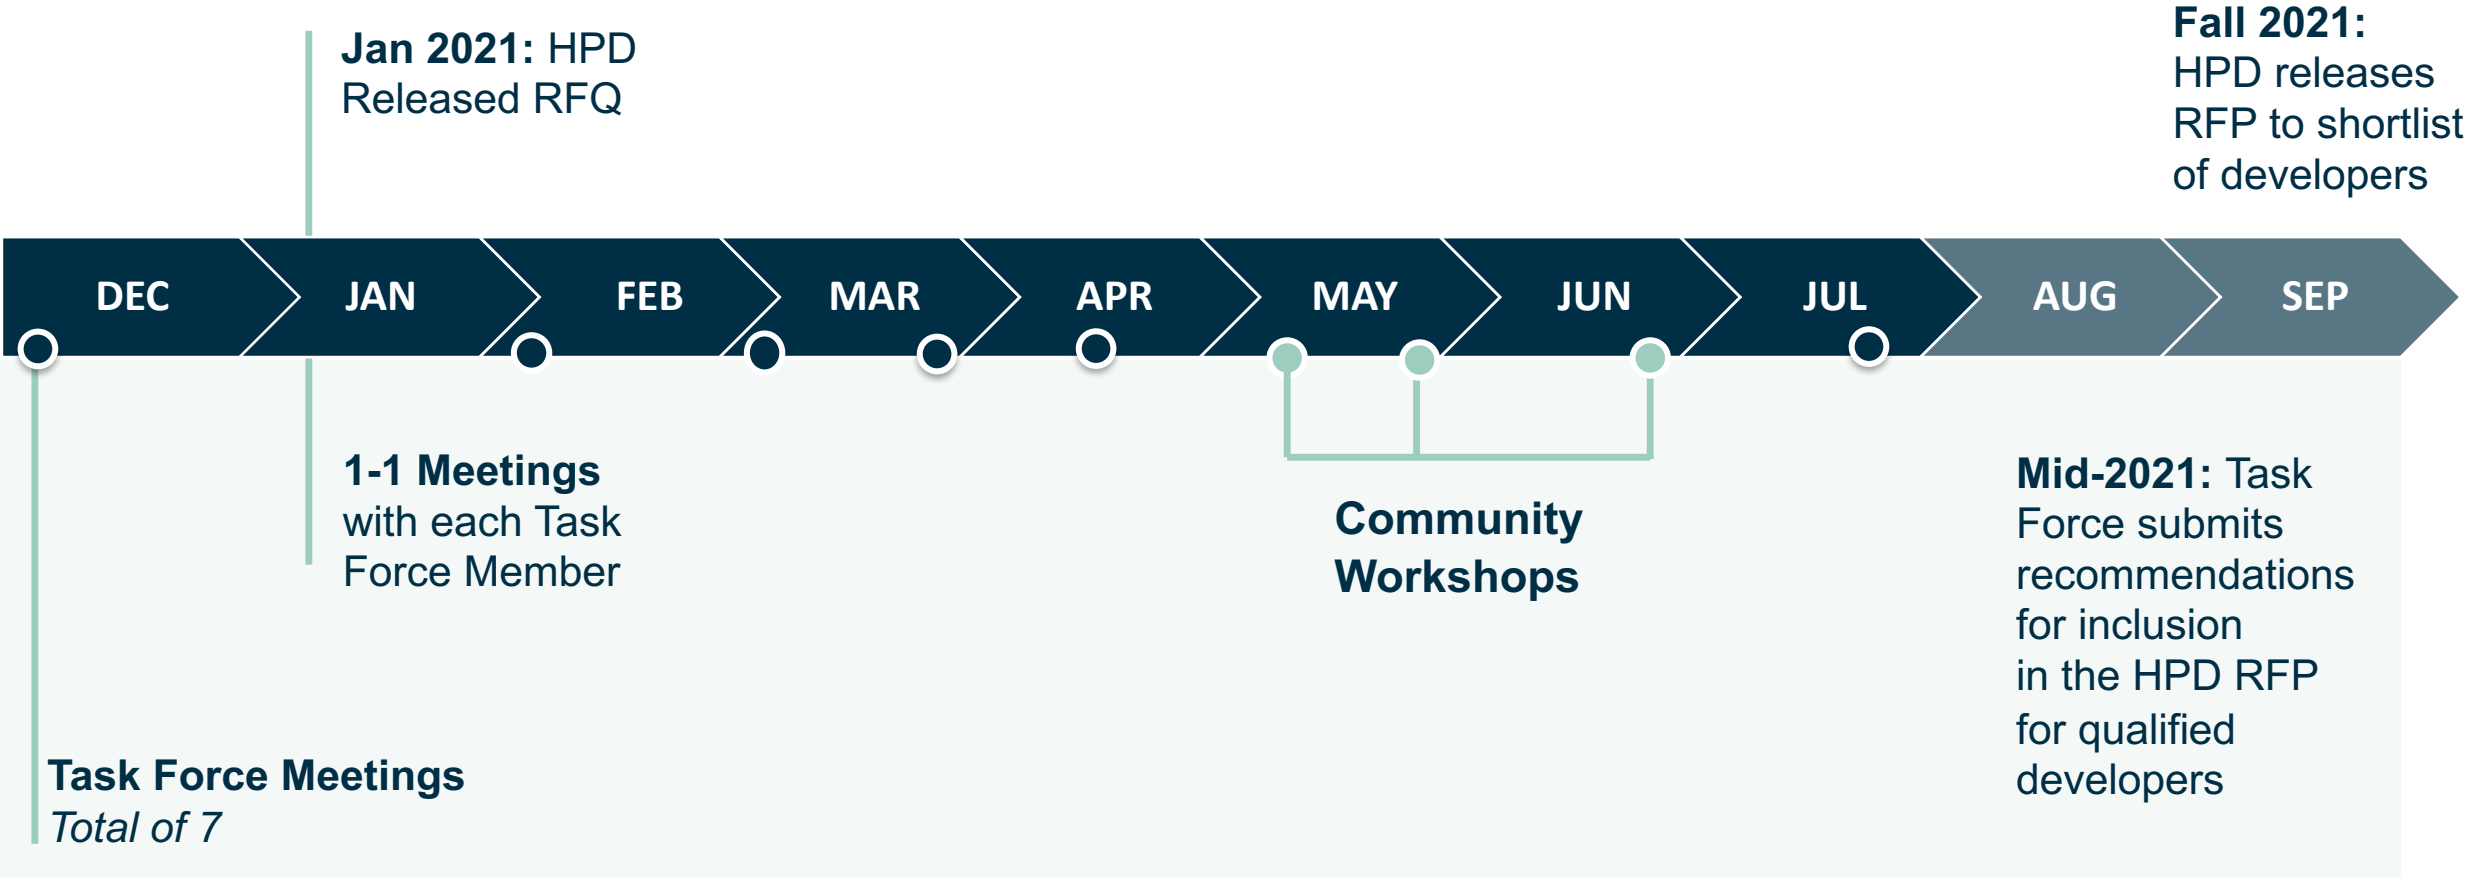 Jan 2021: HPD
Released RFQ
Fall 2021:
HPD releases
RFP to shortlist
of developers
DEC
JAN
FEB
MAR
APR
MAY
JUN
JUL
AUG
SEP
1-1 Meetings
with each Task
Force Member
Community
Workshops
Mid-2021: Task
Force submits
recommendations
for inclusion
in the HPD RFP
for qualified
developers
Task Force Meetings
Total of 7